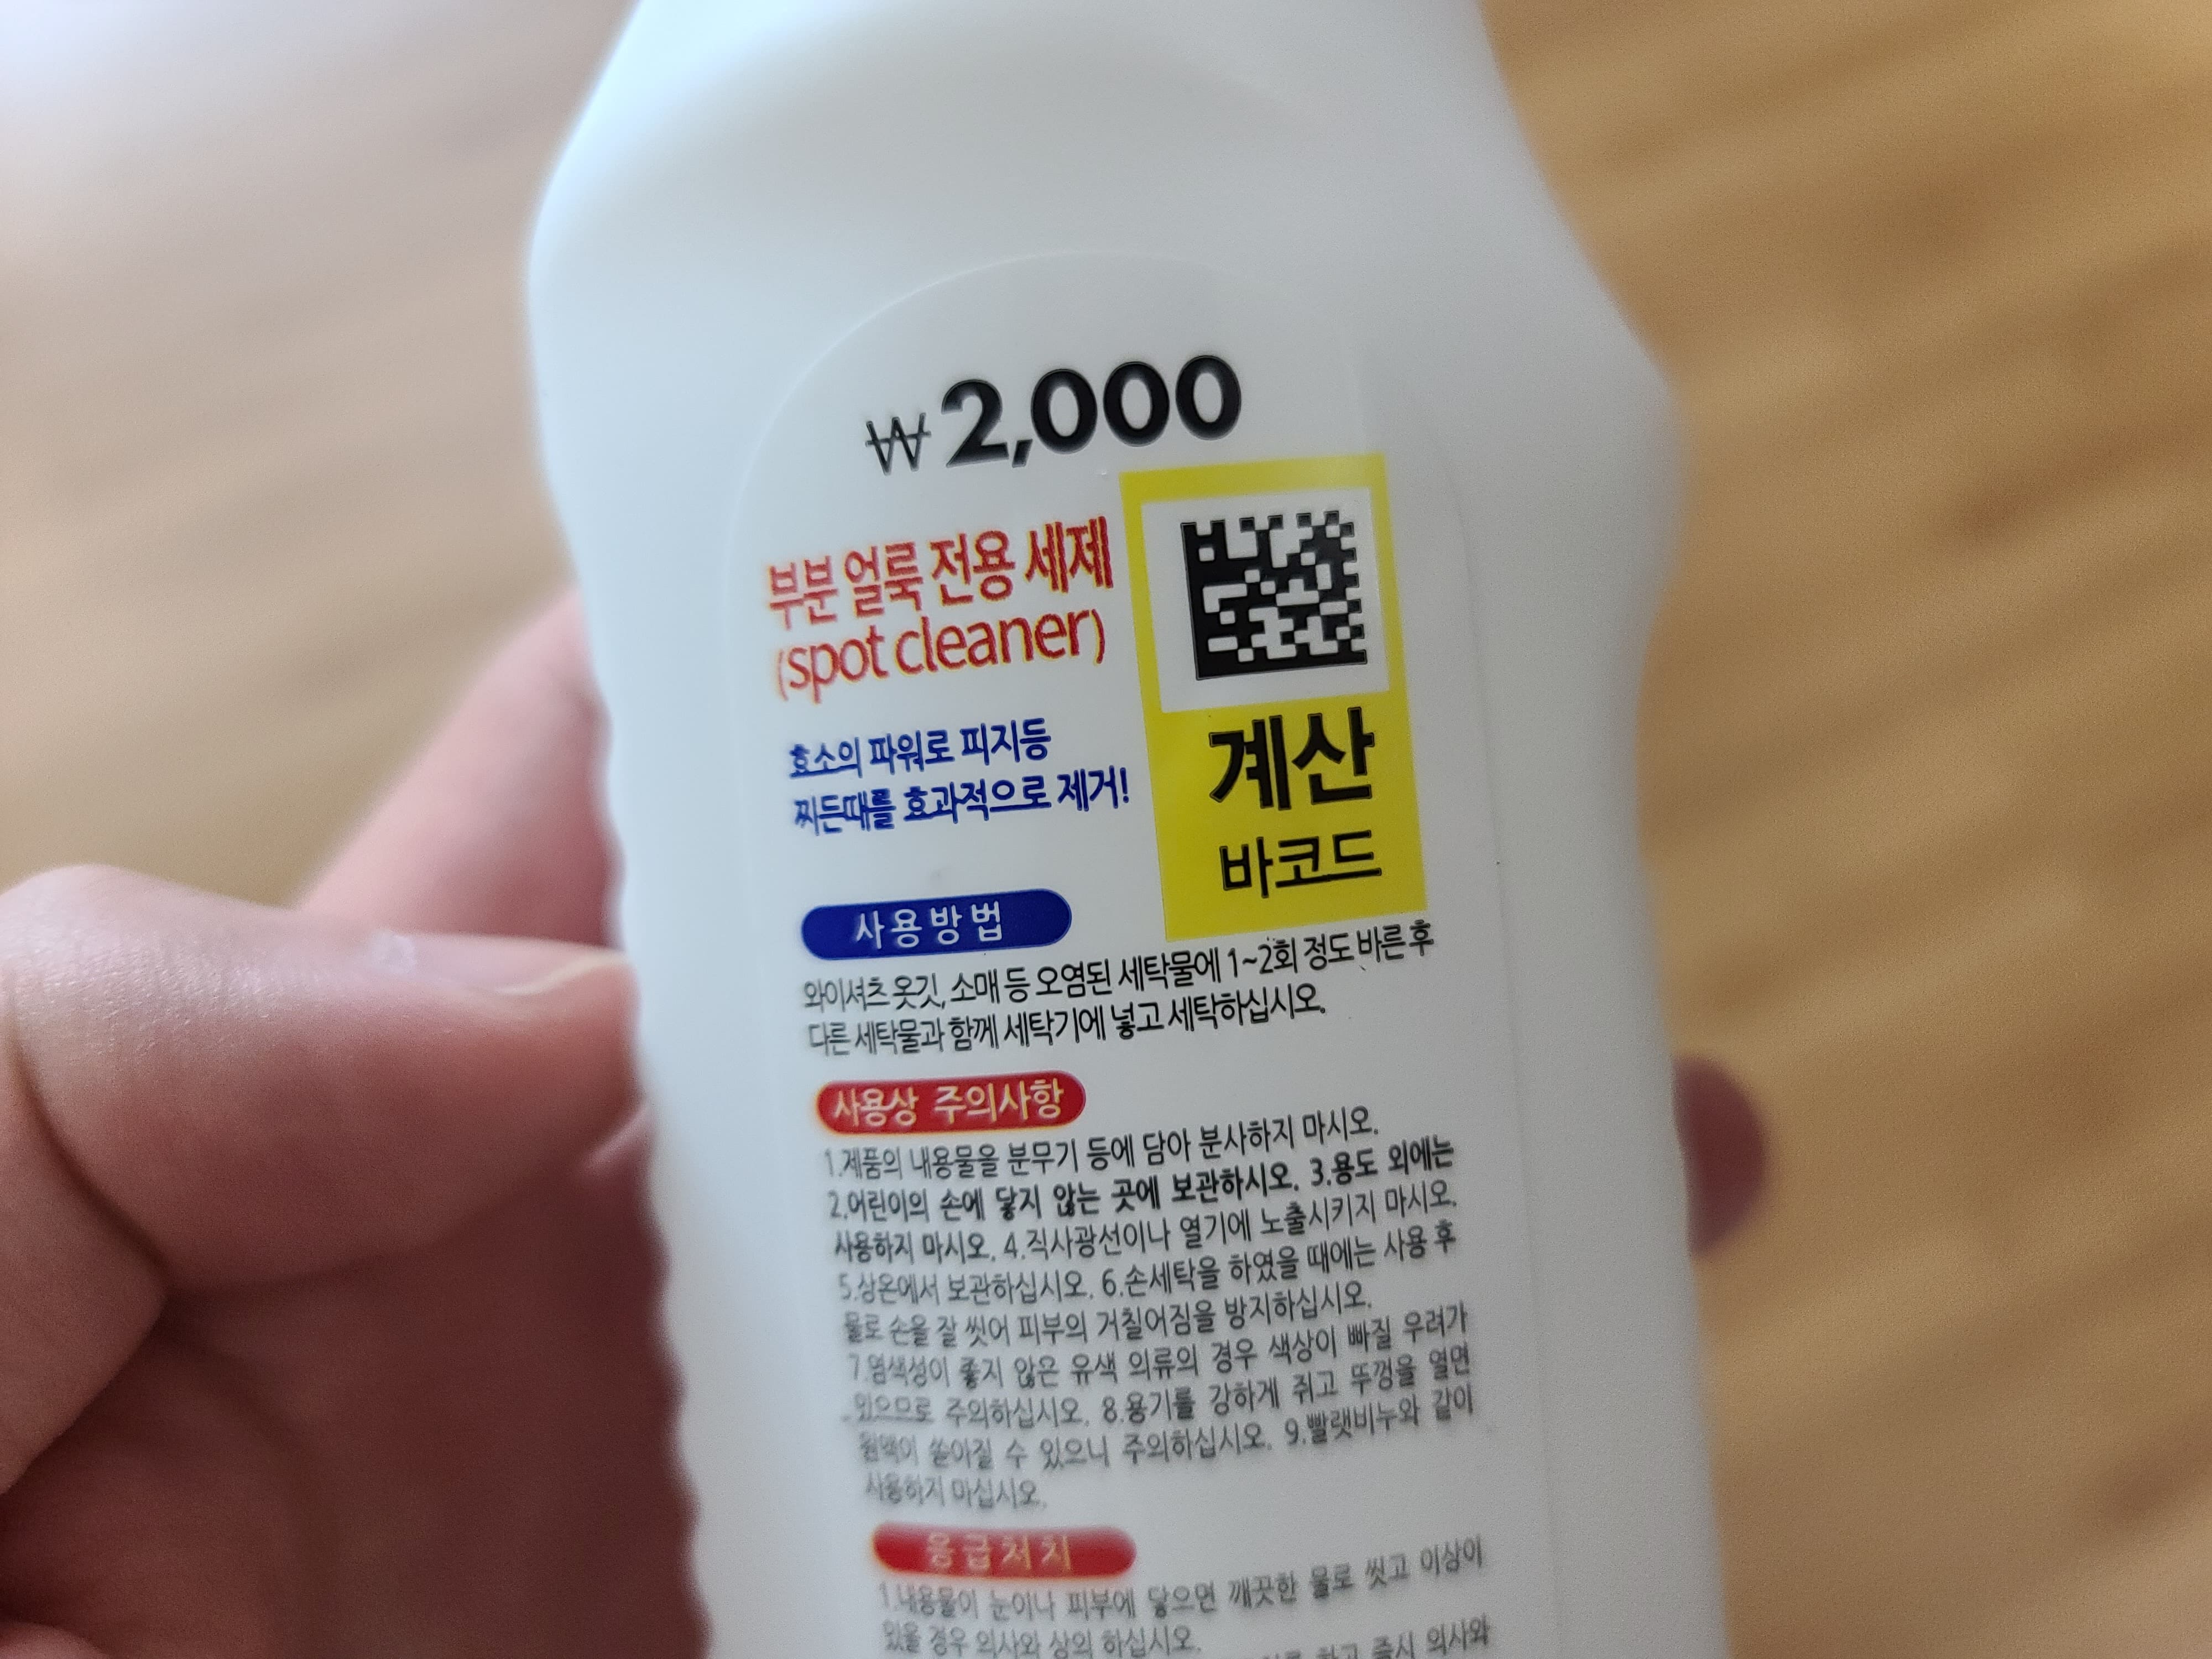 ₩2,000
부분 얼룩 전용 세제
(spot cleaner)
효소의 파워로 피지등
찌든때를 효과적으로 제거!
계산
바코드
사용방법
와이셔츠 옷깃, 소매 등 오염된 세탁물에 1~2회 정도 바른 후
다른 세탁물과 함께 세탁기에 넣고 세탁하십시오.
사용상 주의사항
1.제품의 내용물을 분무기 등에 담아 분사하지 마시오.
2.어린이의 손에 닿지 않는 곳에 보관하시오. 3.용도 외에는
사용하지 마시오. 4.직사광선이나 열기에 노출시키지 마시오.
5.상온에서 보관하십시오. 6.손세탁을 하였을 때에는 사용 후
물로 손을 잘 씻어 피부의 거칠어짐을 방지하십시오.
7.염색성이 좋지 않은 유색 의류의 경우 색상이 빠질 우려가
있으므로 주의하십시오. 8.용기를 강하게 쥐고 뚜껑을 열면
원액이 쏟아질 수 있으니 주의하십시오. 9.빨랫비누와 같이
사용하지 마십시오.
응급처치
1.내용물이 눈이나 피부에 닿으면 깨끗한 물로 씻고 이상이
있을 경우 의사와 상의 하십시오.
하고 즉시 의사와